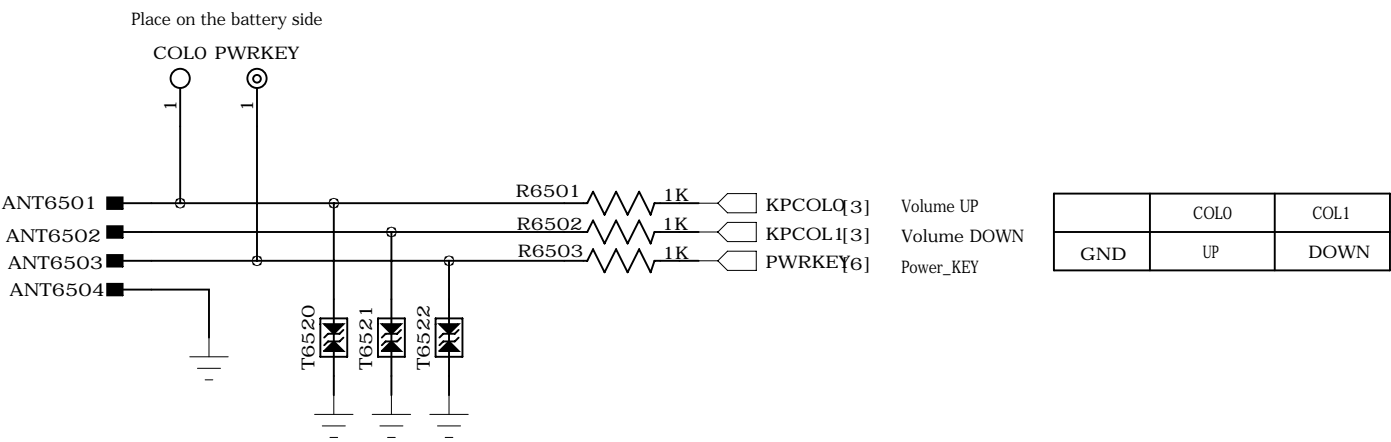 Place on the battery side
COL0 PWRKEY
1 1
ANT6501 R6501 1K KPCOL0[3] Volume UP
ANT6502 R6502 1K KPCOL1[3] Volume DOWN
ANT6503 R6503 1K PWRKEY[6] Power_KEY
ANT6504
COL0 COL1
GND UP DOWN
T6520 T6521 T6522